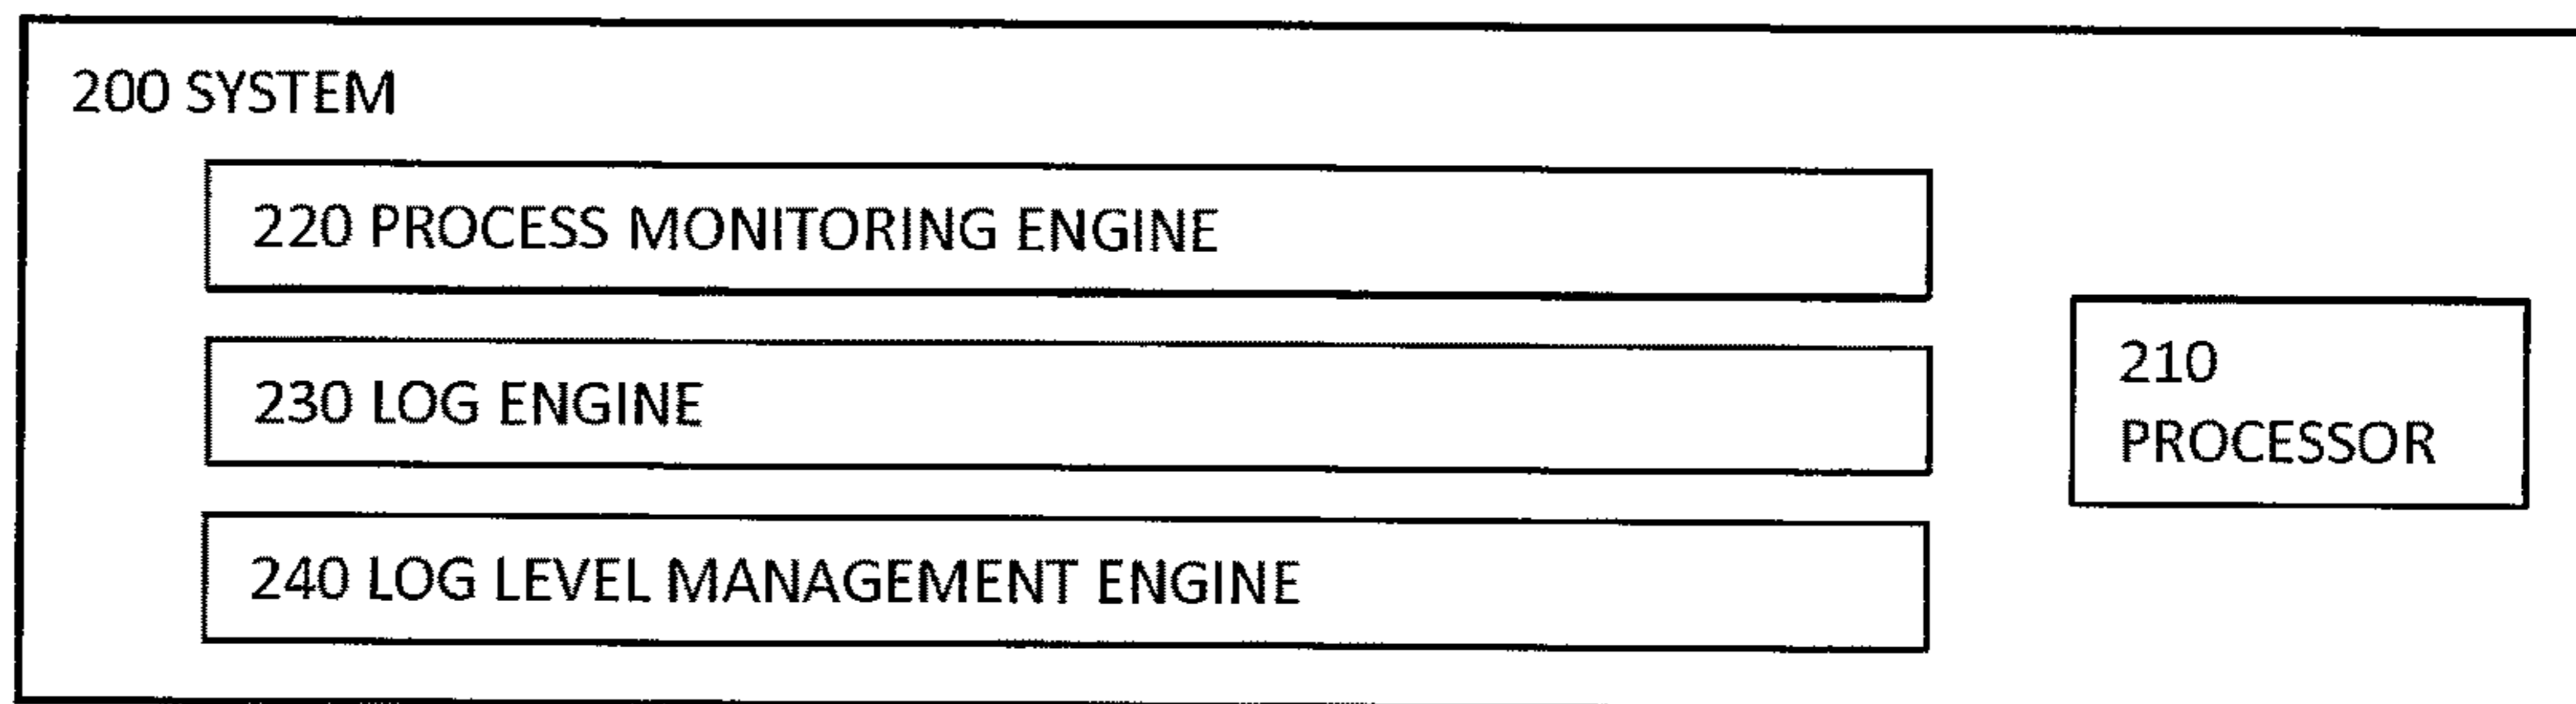 200 SYSTEM
220 PROCESS MONITORING ENGINE
230 LOG ENGINE
240 LOG LEVEL MANAGEMENT ENGINE
210
PROCESSOR